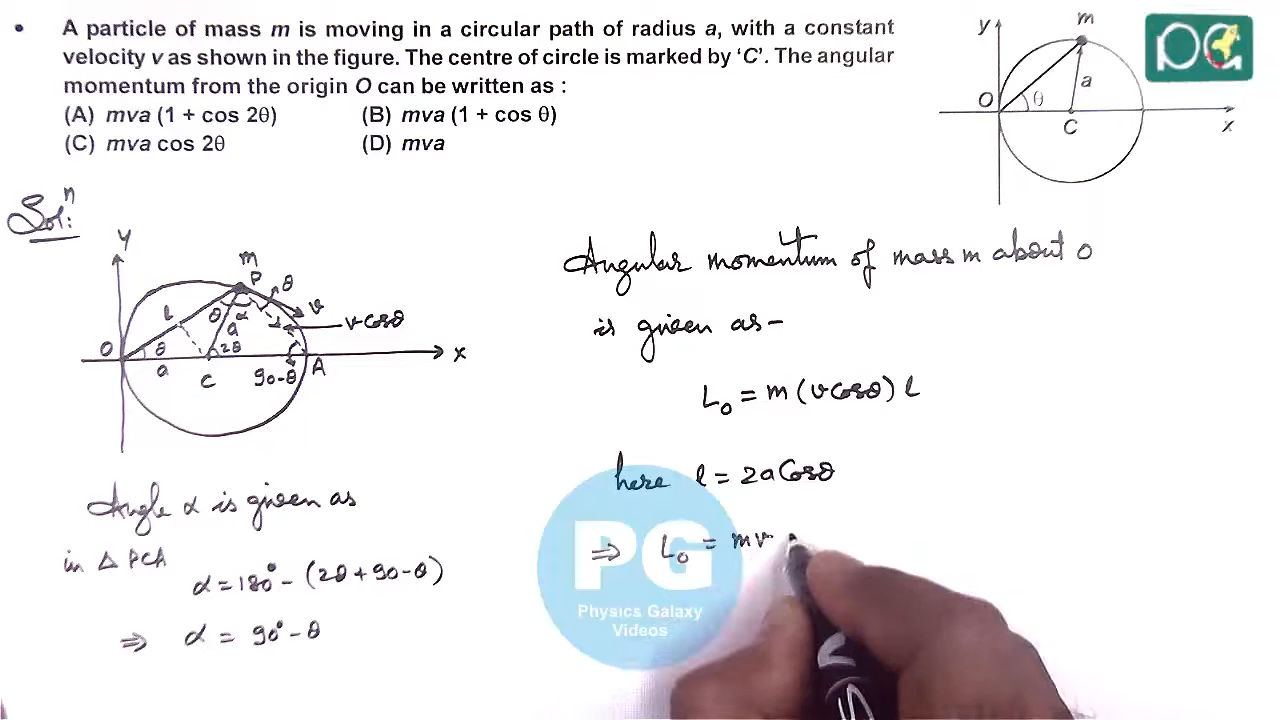 • A particle of mass m is moving in a circular path of radius a, with a constant
velocity v as shown in the figure. The centre of circle is marked by ‘C’. The angular
momentum from the origin O can be written as :
(A) mva (1 + cos 2θ) (B) mva (1 + cos θ)
(C) mva cos 2θ (D) mva
y
m
O
θ
a
C
x
PG
Solⁿ:
y
m
P
θ
v
l
θ
α
a
v cosθ
O
θ
2θ
x
a
C
90-θ
A
Angular momentum of mass m about O
is given as-
L₀ = m (v cosθ) l
here l = 2a Cosθ
⇒ L₀ = mv
Angle α is given as
in △ PCA
α = 180° - (2θ + 90 - θ)
⇒ α = 90° - θ
PG
Physics Galaxy
Videos